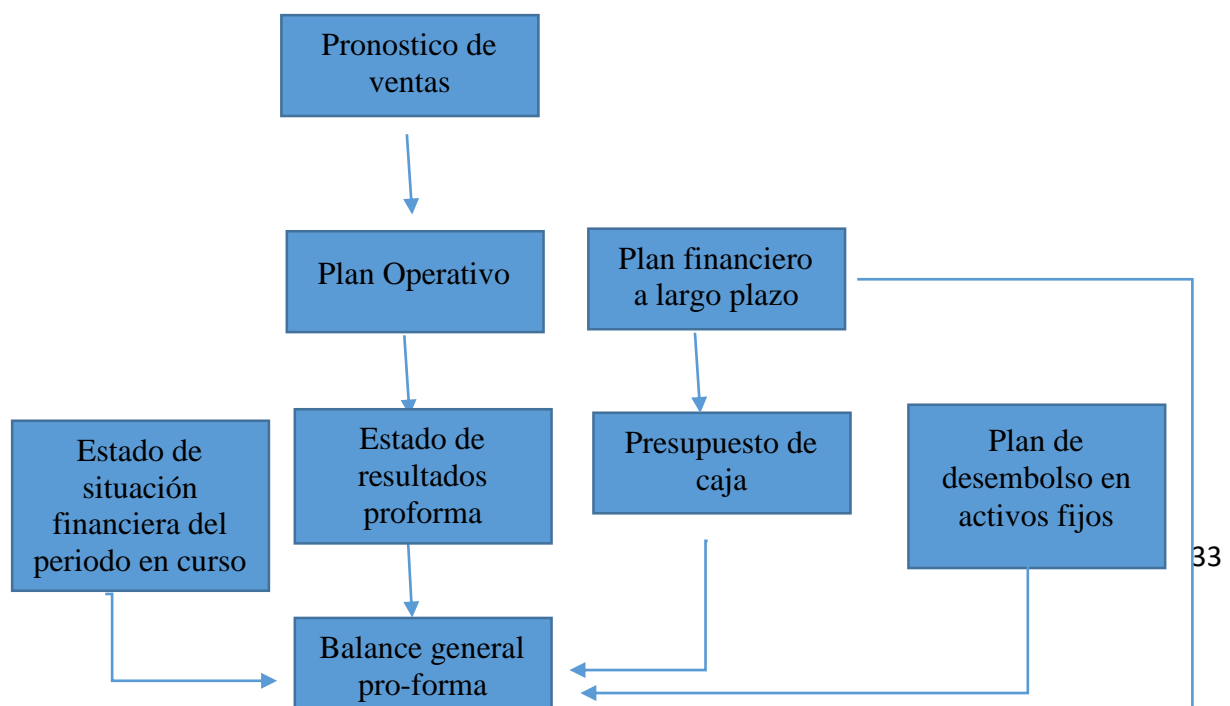 Pronostico de
ventas
Plan Operativo
Plan financiero
a largo plazo
Estado de
situación
financiera del
periodo en curso
Estado de
resultados
proforma
Presupuesto de
caja
Plan de
desembolso en
activos fijos
33
Balance general
pro-forma